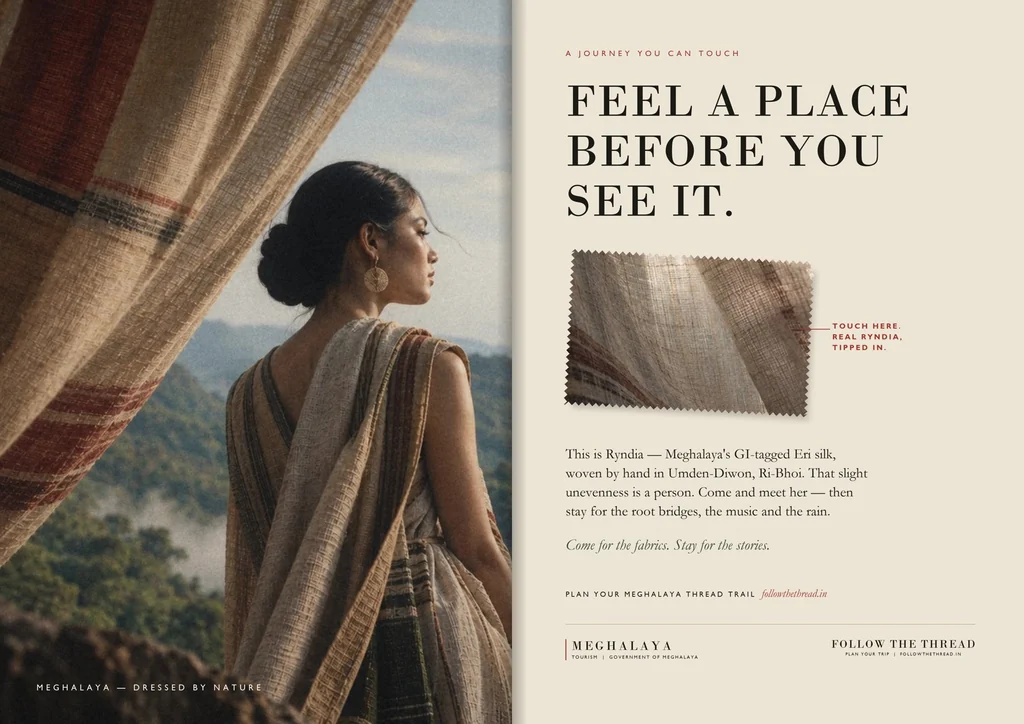 MEGHALAYA — DRESSED BY NATURE
A JOURNEY YOU CAN TOUCH
FEEL A PLACE
BEFORE YOU
SEE IT.
TOUCH HERE.
REAL RYNDIA,
TIPPED IN.
This is Ryndia — Meghalaya's GI-tagged Eri silk,
woven by hand in Umden-Diwon, Ri-Bhoi. That slight
unevenness is a person. Come and meet her — then
stay for the root bridges, the music and the rain.
Come for the fabrics. Stay for the stories.
PLAN YOUR MEGHALAYA THREAD TRAIL followthethread.in
MEGHALAYA
TOURISM | GOVERNMENT OF MEGHALAYA
FOLLOW THE THREAD
PLAN YOUR TRIP | FOLLOWTHETHREAD.IN